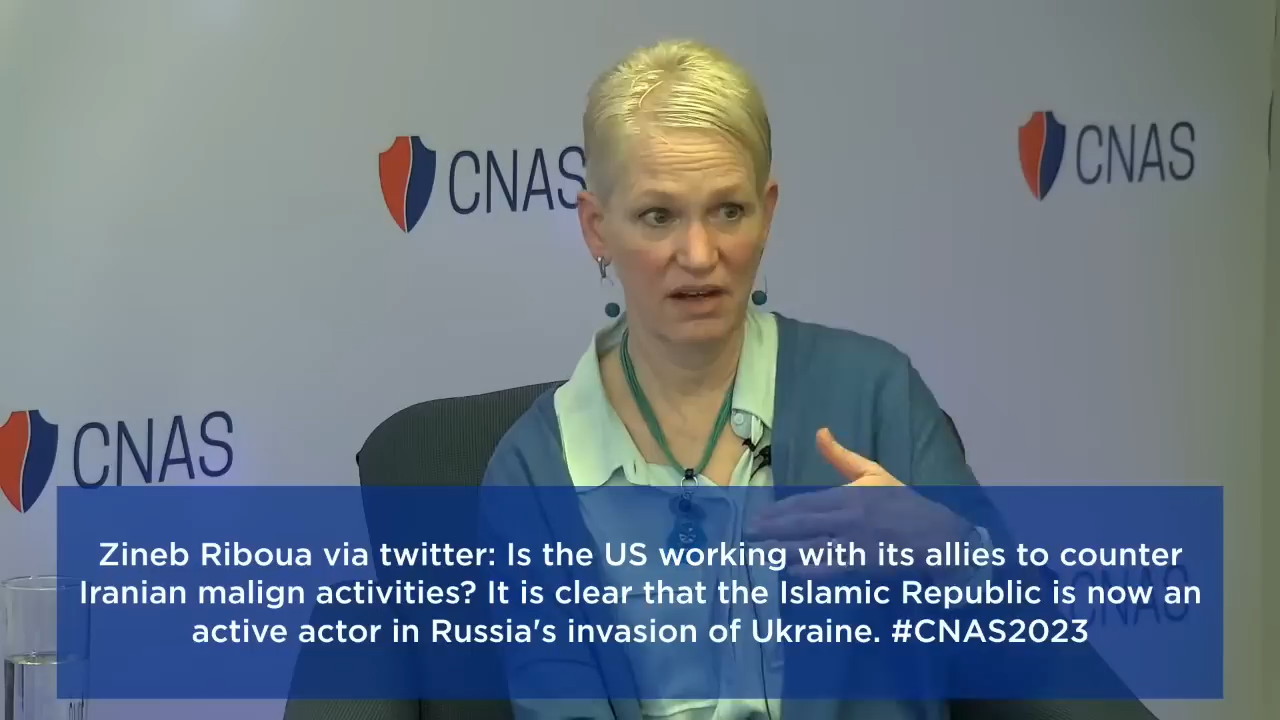 CNAS
CNAS
CNAS
Zineb Riboua via twitter: Is the US working with its allies to counter
Iranian malign activities? It is clear that the Islamic Republic is now an
active actor in Russia's invasion of Ukraine. #CNAS2023
CNAS